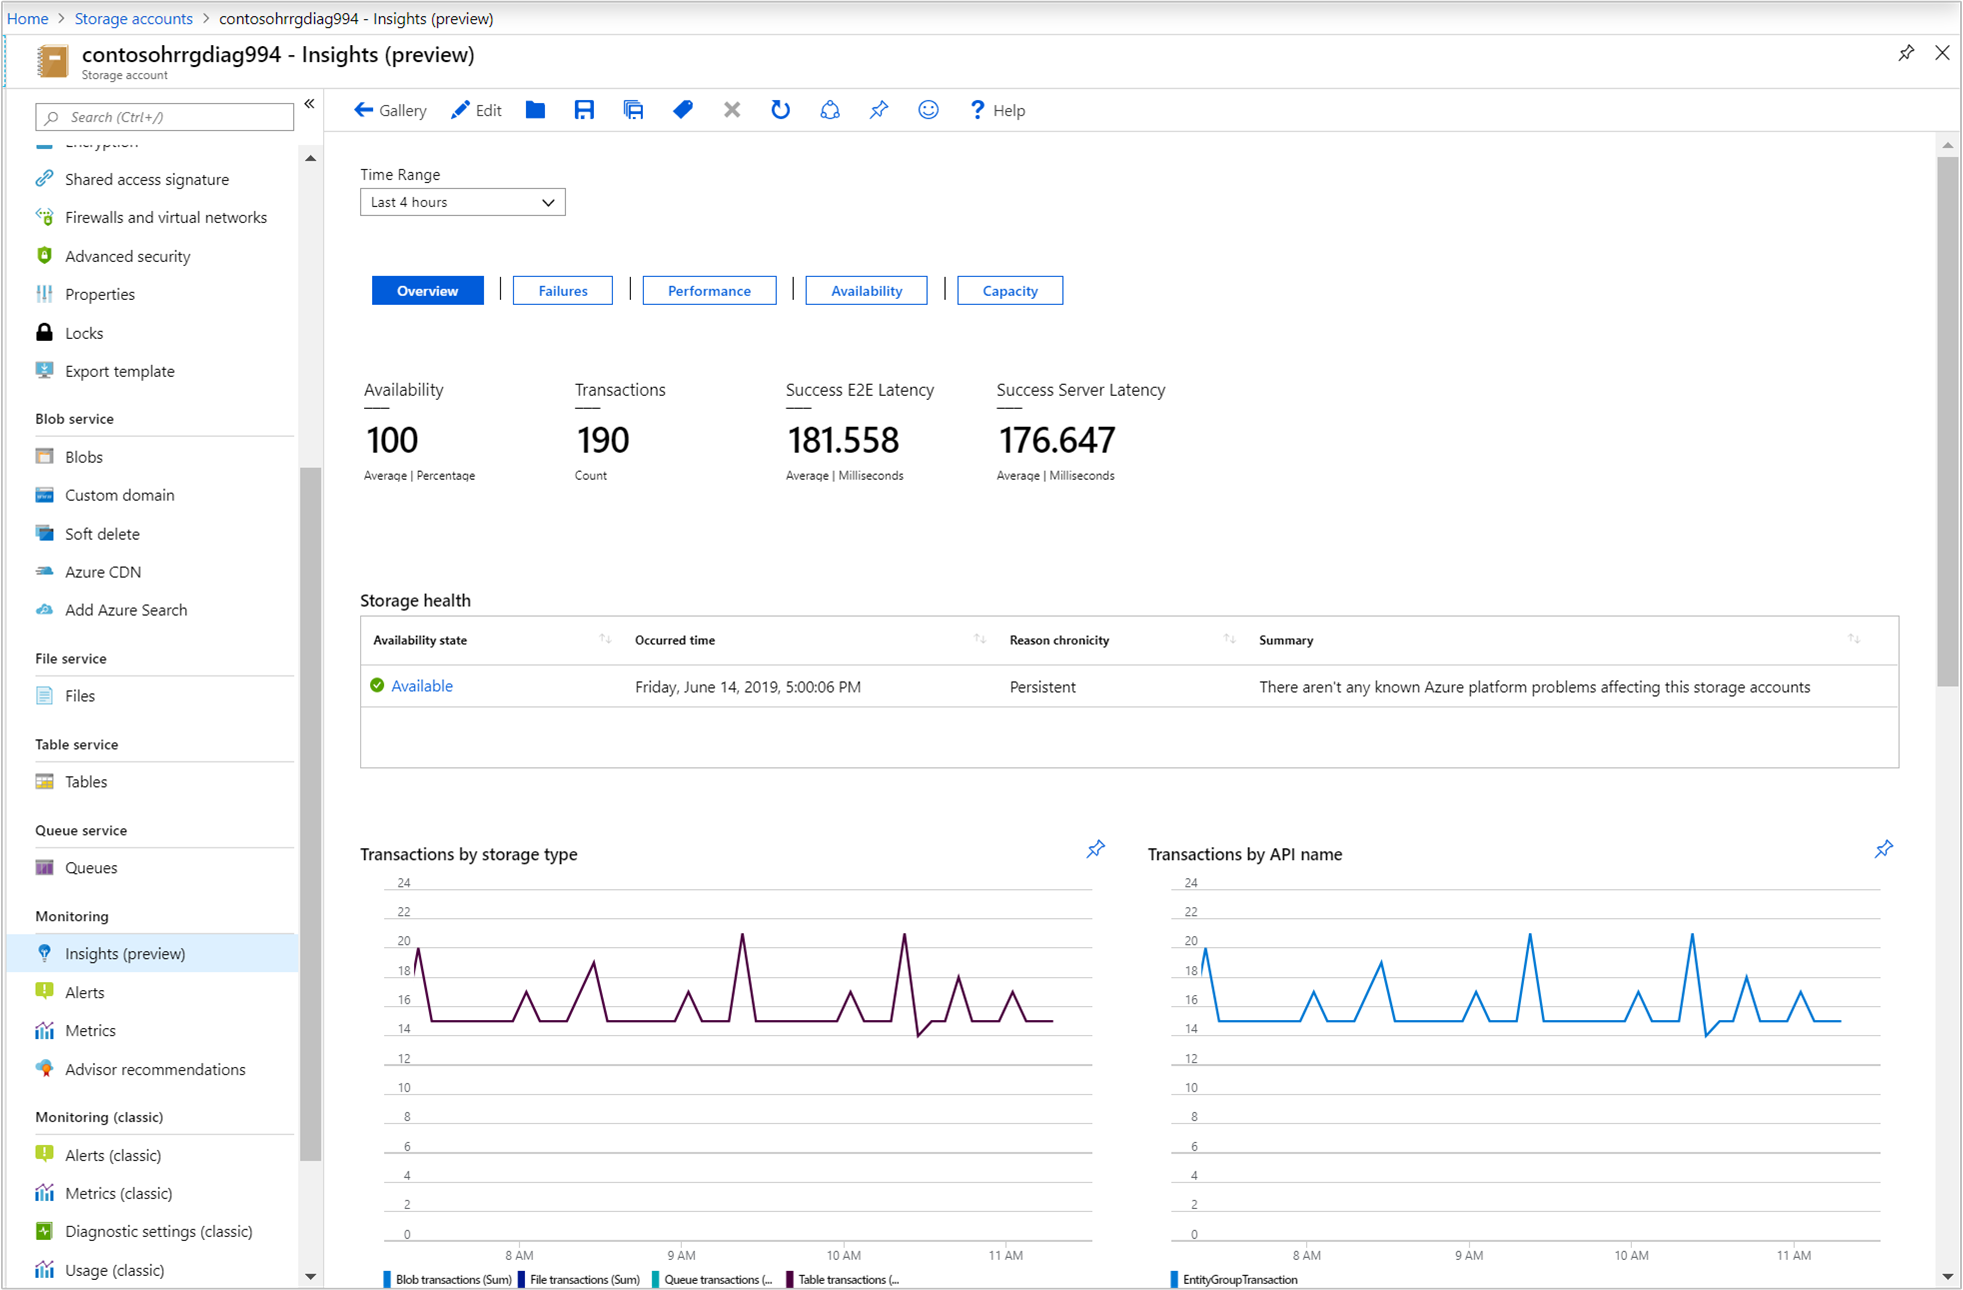 Home > Storage accounts > contosohrrgdiag994 - Insights (preview)
contosohrrgdiag994 - Insights (preview)
Storage account
Search (Ctrl+/)
«
Encryption
Shared access signature
Firewalls and virtual networks
Advanced security
Properties
Locks
Export template
Blob service
Blobs
Custom domain
Soft delete
Azure CDN
Add Azure Search
File service
Files
Table service
Tables
Queue service
Queues
Monitoring
Insights (preview)
Alerts
Metrics
Advisor recommendations
Monitoring (classic)
Alerts (classic)
Metrics (classic)
Diagnostic settings (classic)
Usage (classic)
Gallery Edit ? Help
Time Range
Last 4 hours
Overview | Failures | Performance | Availability | Capacity
Availability Transactions Success E2E Latency Success Server Latency
100 190 181.558 176.647
Average | Percentage Count Average | Milliseconds Average | Milliseconds
Storage health
Availability state Occurred time Reason chronicity Summary
Available Friday, June 14, 2019, 5:00:06 PM Persistent There aren't any known Azure platform problems affecting this storage accounts
Transactions by storage type
24
22
20
18
16
14
12
10
8
6
4
2
0
8 AM 9 AM 10 AM 11 AM
Blob transactions (Sum) File transactions (Sum) Queue transactions (... Table transactions (...
Transactions by API name
24
22
20
18
16
14
12
10
8
6
4
2
0
8 AM 9 AM 10 AM 11 AM
EntityGroupTransaction